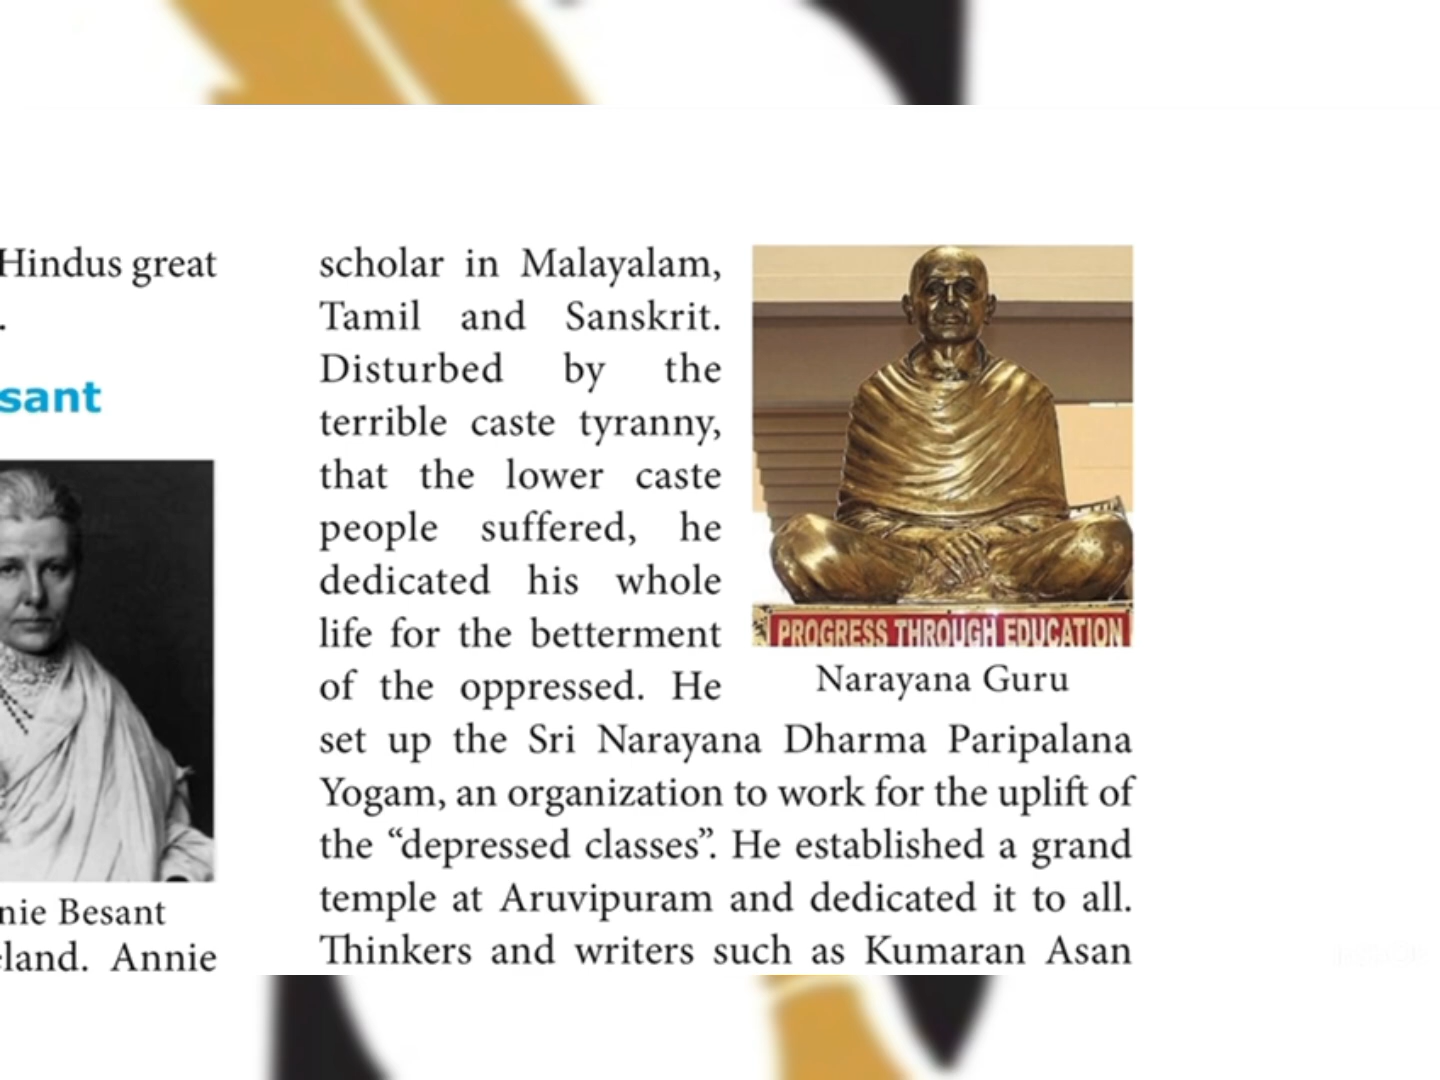 Hindus great
.
sant
nie Besant
land. Annie
scholar in Malayalam,
Tamil and Sanskrit.
Disturbed by the
terrible caste tyranny,
that the lower caste
people suffered, he
dedicated his whole
life for the betterment
of the oppressed. He
PROGRESS THROUGH EDUCATION
Narayana Guru
set up the Sri Narayana Dharma Paripalana
Yogam, an organization to work for the uplift of
the “depressed classes”. He established a grand
temple at Aruvipuram and dedicated it to all.
Thinkers and writers such as Kumaran Asan